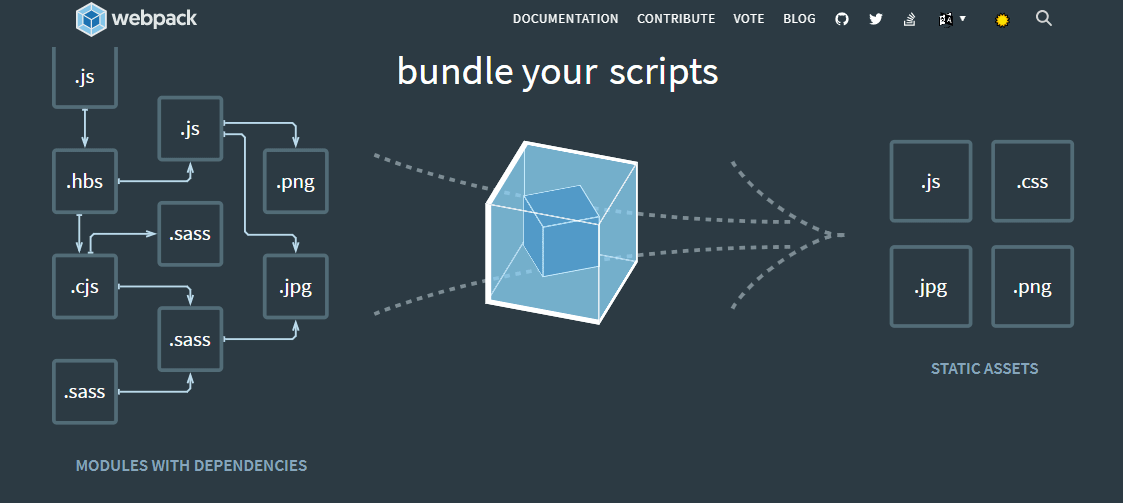 webpack
DOCUMENTATION CONTRIBUTE VOTE BLOG
bundle your scripts
.js
.js
.hbs
.png
.sass
.cjs
.jpg
.sass
.sass
MODULES WITH DEPENDENCIES
.js
.css
.jpg
.png
STATIC ASSETS